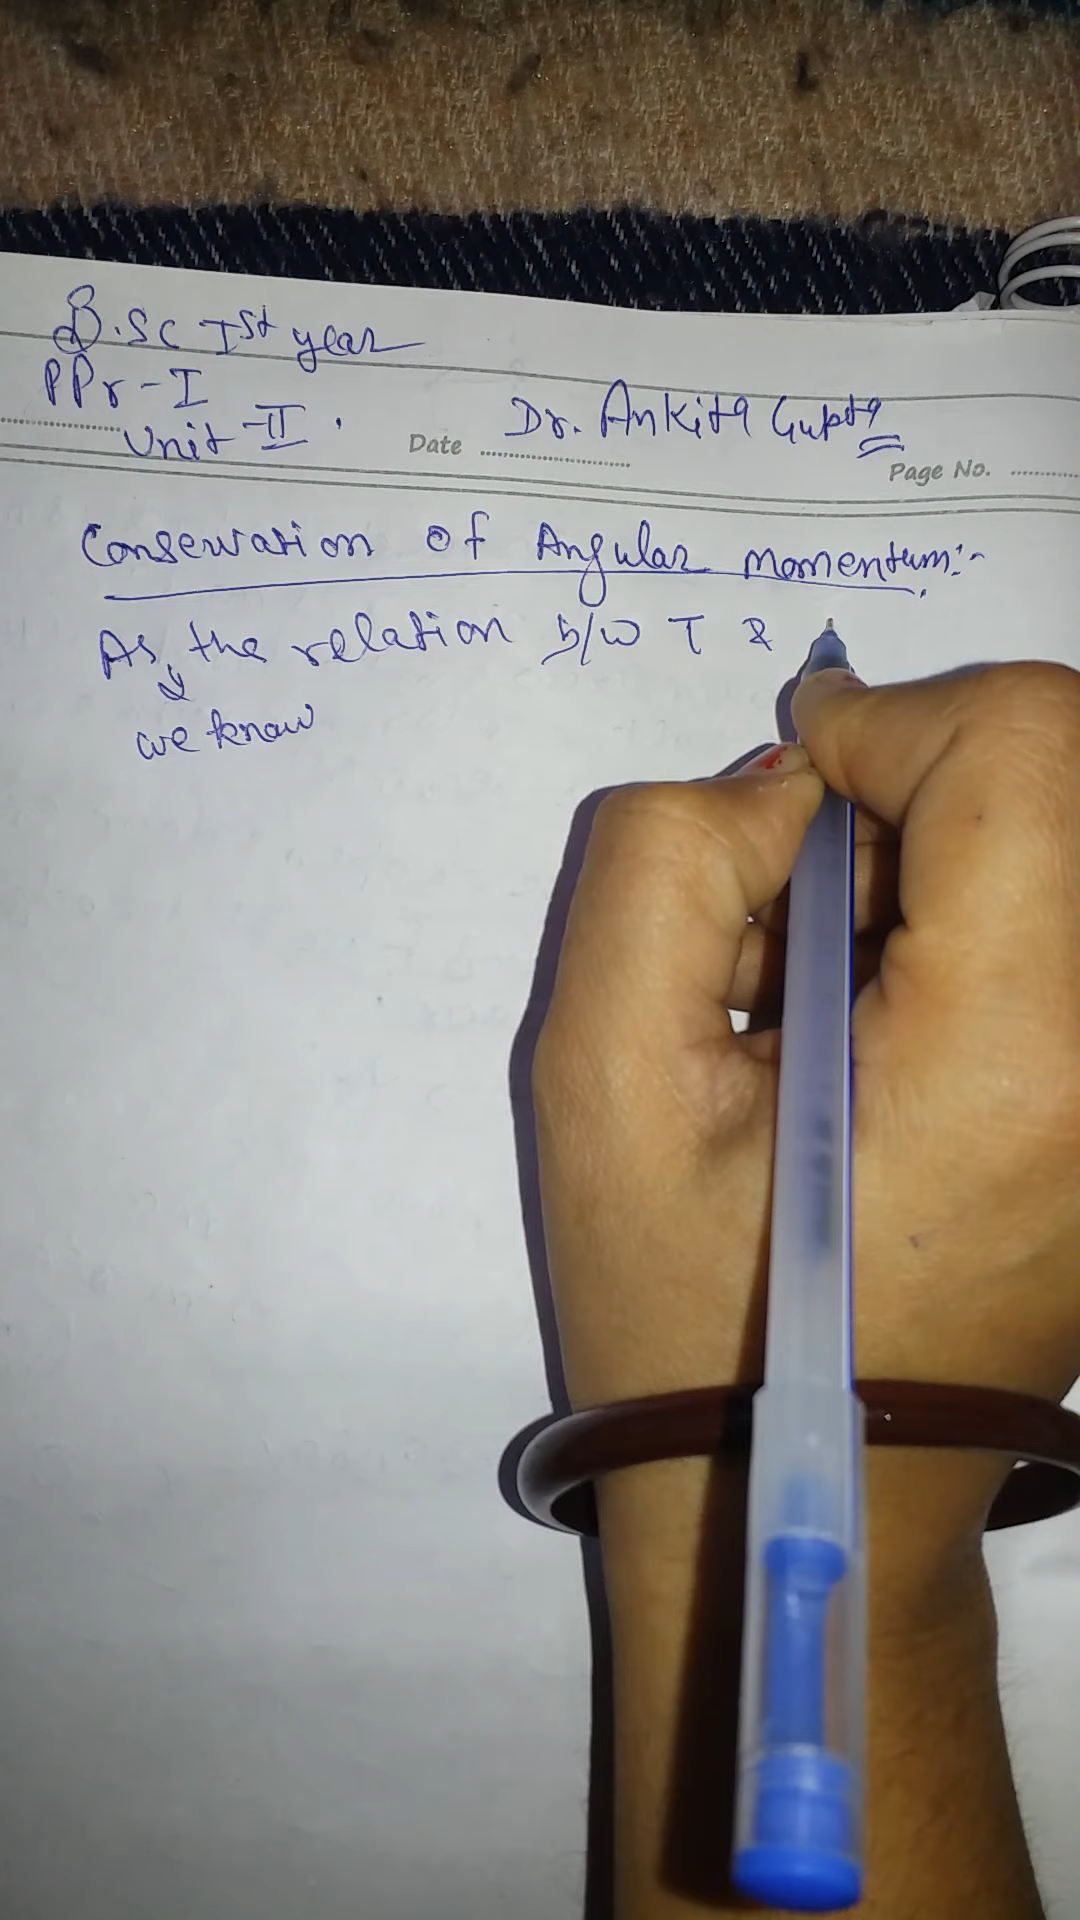 B.Sc Ist year
PPr-I
Unit-II.
Dr. Ankita Gupta
Date
Page No.
Conservation of Angular Momentum:-
As the relation b/w τ &
we know